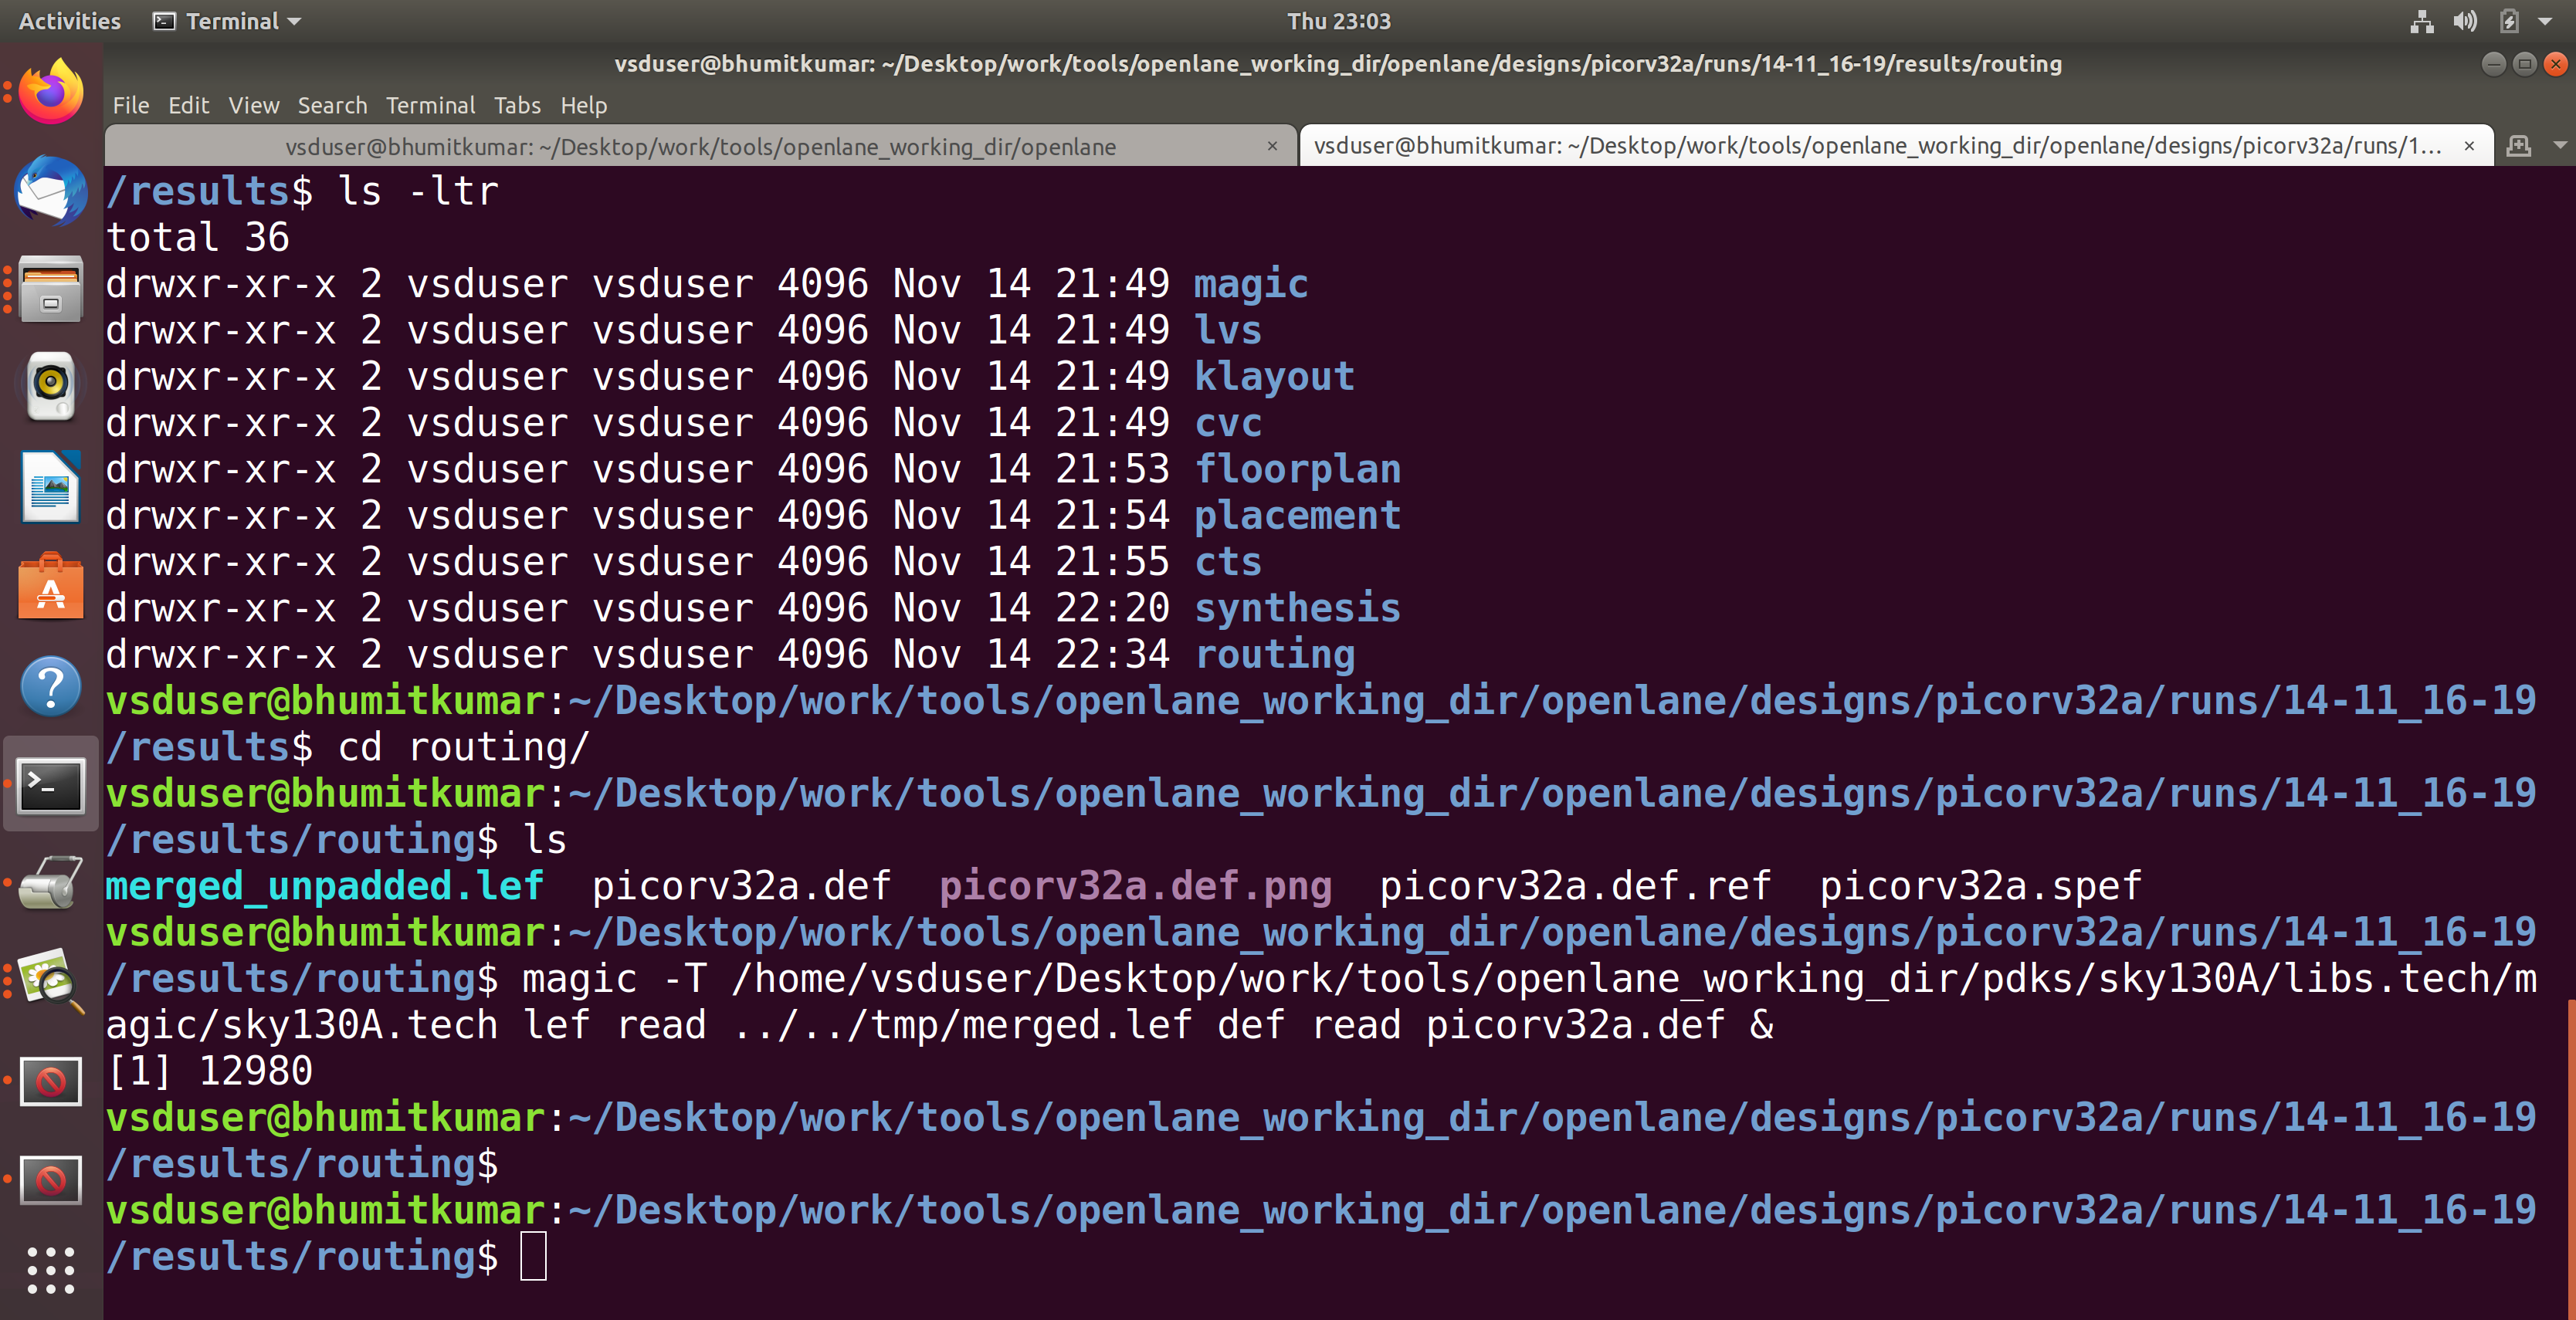 Activities Terminal Thu 23:03
vsduser@bhumitkumar: ~/Desktop/work/tools/openlane_working_dir/openlane/designs/picorv32a/runs/14-11_16-19/results/routing
File Edit View Search Terminal Tabs Help
vsduser@bhumitkumar: ~/Desktop/work/tools/openlane_working_dir/openlane × vsduser@bhumitkumar: ~/Desktop/work/tools/openlane_working_dir/openlane/designs/picorv32a/runs/1... ×
/results$ ls -ltr
total 36
drwxr-xr-x 2 vsduser vsduser 4096 Nov 14 21:49 magic
drwxr-xr-x 2 vsduser vsduser 4096 Nov 14 21:49 lvs
drwxr-xr-x 2 vsduser vsduser 4096 Nov 14 21:49 klayout
drwxr-xr-x 2 vsduser vsduser 4096 Nov 14 21:49 cvc
drwxr-xr-x 2 vsduser vsduser 4096 Nov 14 21:53 floorplan
drwxr-xr-x 2 vsduser vsduser 4096 Nov 14 21:54 placement
drwxr-xr-x 2 vsduser vsduser 4096 Nov 14 21:55 cts
drwxr-xr-x 2 vsduser vsduser 4096 Nov 14 22:20 synthesis
drwxr-xr-x 2 vsduser vsduser 4096 Nov 14 22:34 routing
vsduser@bhumitkumar:~/Desktop/work/tools/openlane_working_dir/openlane/designs/picorv32a/runs/14-11_16-19
/results$ cd routing/
vsduser@bhumitkumar:~/Desktop/work/tools/openlane_working_dir/openlane/designs/picorv32a/runs/14-11_16-19
/results/routing$ ls
merged_unpadded.lef picorv32a.def picorv32a.def.png picorv32a.def.ref picorv32a.spef
vsduser@bhumitkumar:~/Desktop/work/tools/openlane_working_dir/openlane/designs/picorv32a/runs/14-11_16-19
/results/routing$ magic -T /home/vsduser/Desktop/work/tools/openlane_working_dir/pdks/sky130A/libs.tech/m
agic/sky130A.tech lef read ../../tmp/merged.lef def read picorv32a.def &
[1] 12980
vsduser@bhumitkumar:~/Desktop/work/tools/openlane_working_dir/openlane/designs/picorv32a/runs/14-11_16-19
/results/routing$
vsduser@bhumitkumar:~/Desktop/work/tools/openlane_working_dir/openlane/designs/picorv32a/runs/14-11_16-19
/results/routing$